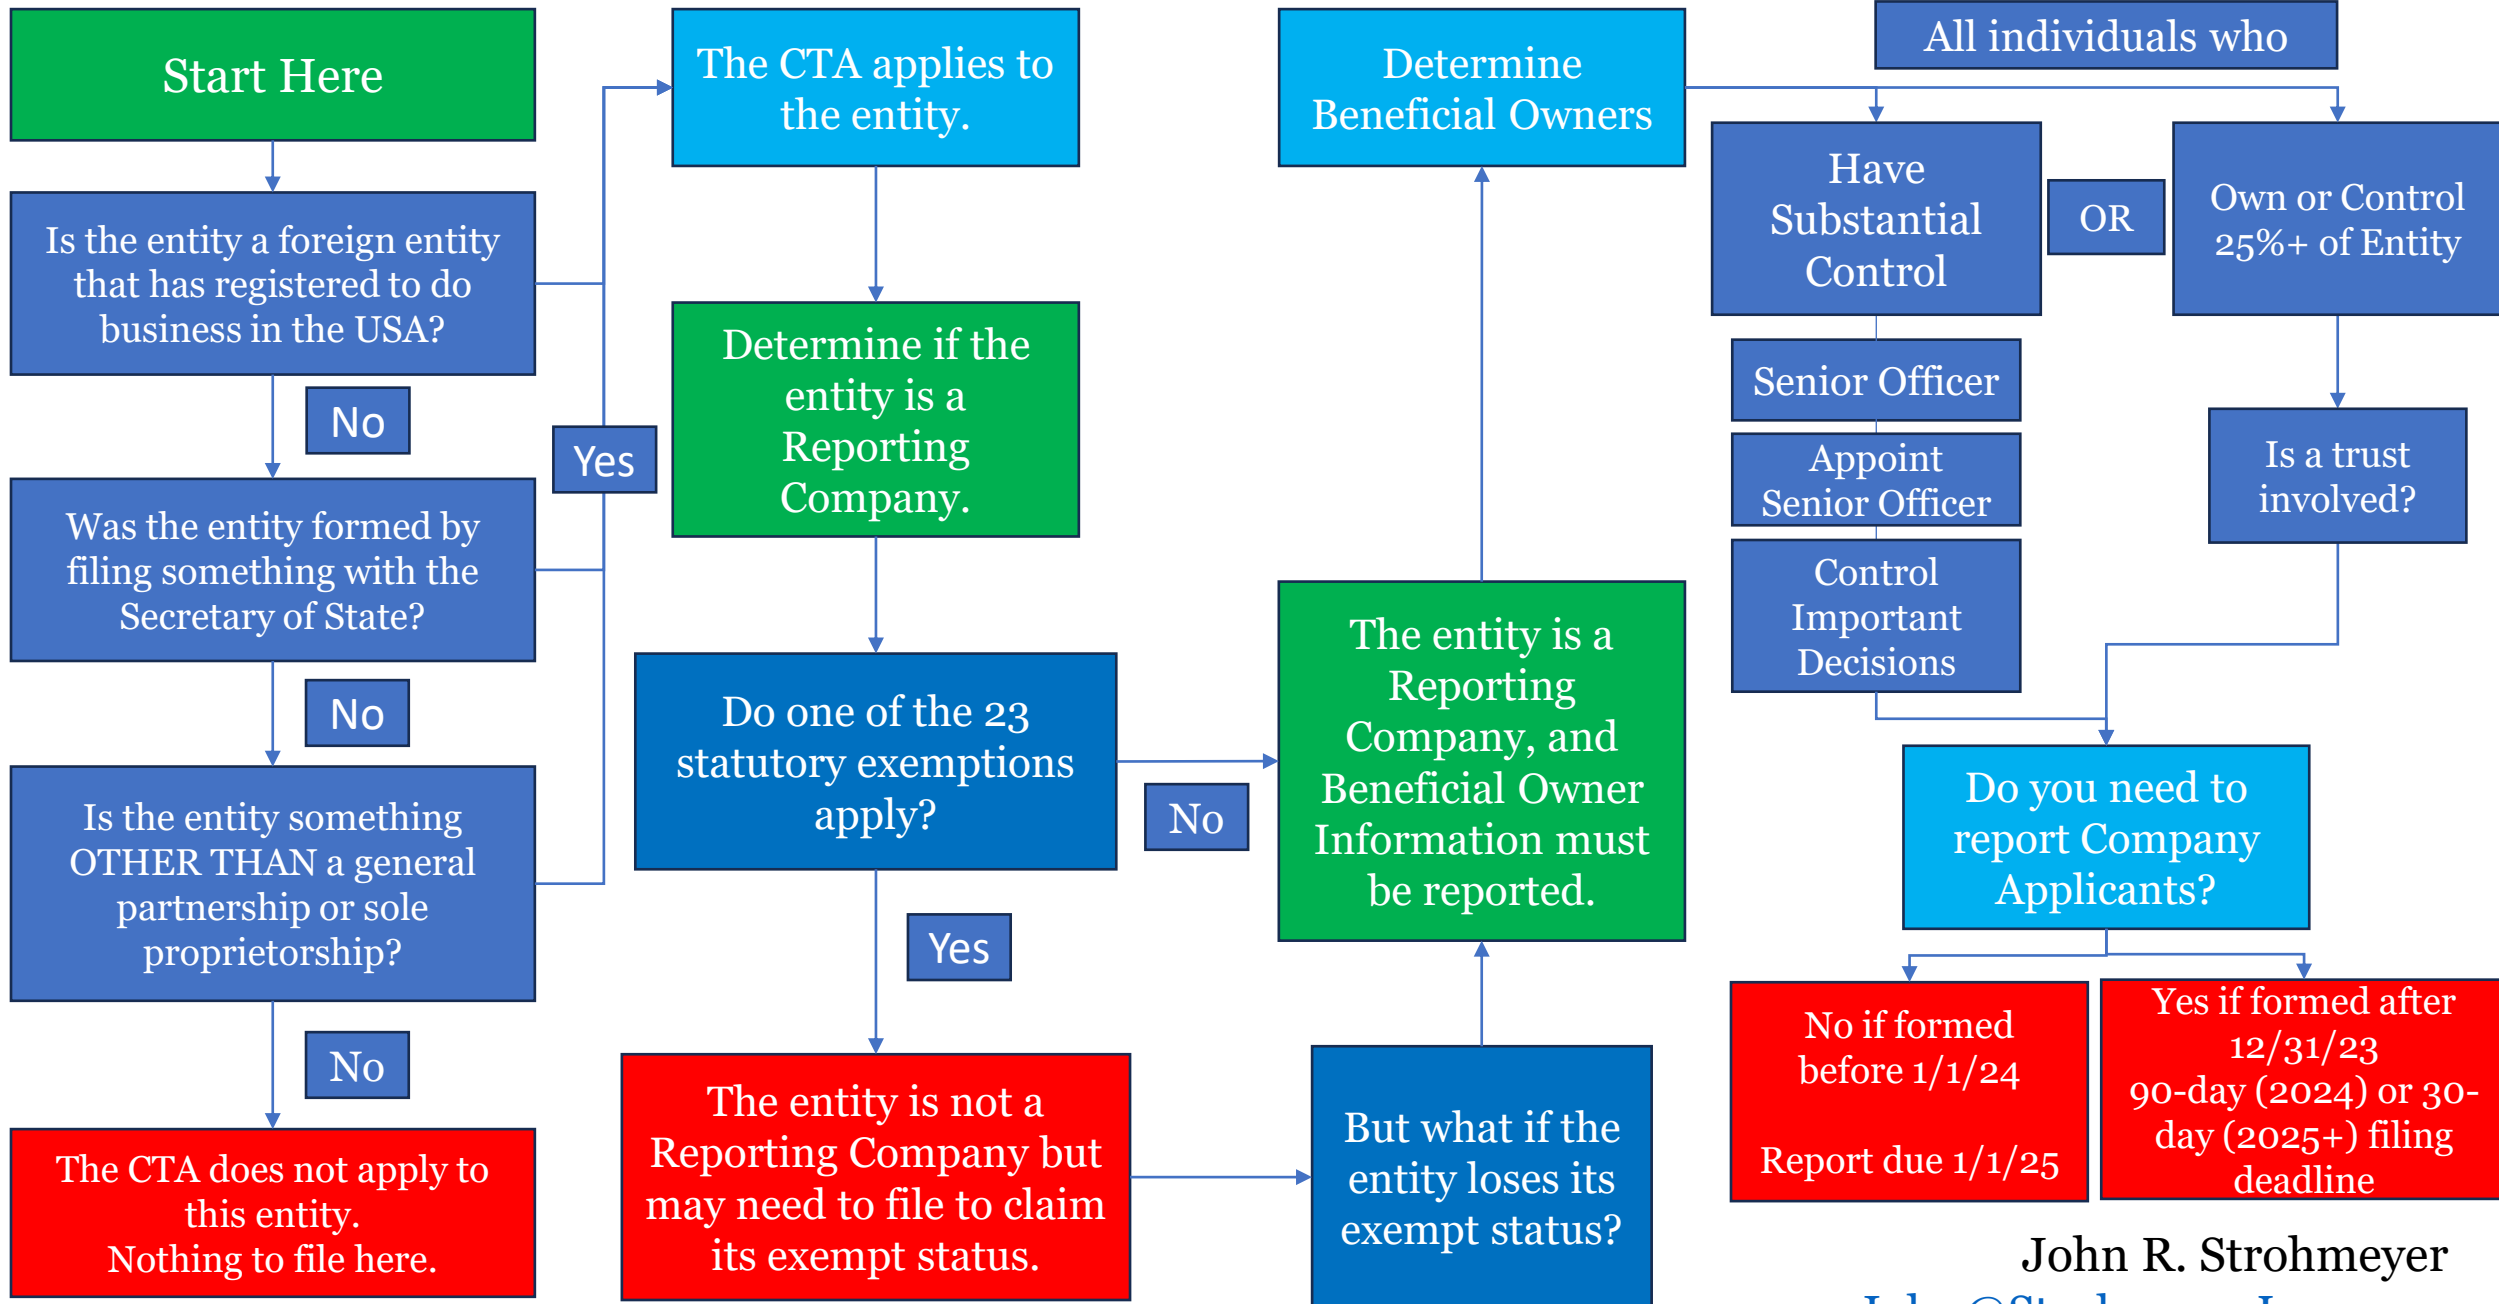 Start Here
Is the entity a foreign entity
that has registered to do
business in the USA?
No
Was the entity formed by
filing something with the
Secretary of State?
No
Is the entity something
OTHER THAN a general
partnership or sole
proprietorship?
No
The CTA does not apply to
this entity.
Nothing to file here.
Yes
The CTA applies to
the entity.
Determine if the
entity is a
Reporting
Company.
Do one of the 23
statutory exemptions
apply?
No
Yes
The entity is not a
Reporting Company but
may need to file to claim
its exempt status.
But what if the
entity loses its
exempt status?
The entity is a
Reporting
Company, and
Beneficial Owner
Information must
be reported.
Determine
Beneficial Owners
All individuals who
Have
Substantial
Control
OR
Own or Control
25%+ of Entity
Senior Officer
Appoint
Senior Officer
Control
Important
Decisions
Is a trust
involved?
Do you need to
report Company
Applicants?
No if formed
before 1/1/24
Report due 1/1/25
Yes if formed after
12/31/23
90-day (2024) or 30-
day (2025+) filing
deadline
John R. Strohmeyer